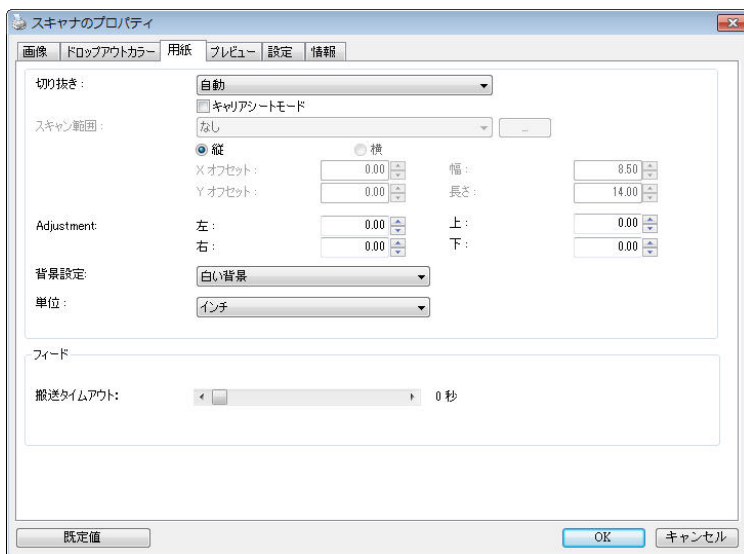 スキャナのプロパティ
画像 ドロップアウトカラー 用紙 プレビュー 設定 情報
切り抜き : 自動
キャリアシートモード
スキャン範囲 : なし ...
縦 横
X オフセット : 0.00 幅 : 8.50
Y オフセット : 0.00 長さ : 14.00
Adjustment: 左 : 0.00 上 : 0.00
右 : 0.00 下 : 0.00
背景設定: 白い背景
単位 : インチ
フィード
搬送タイムアウト: 0 秒
既定値 OK キャンセル